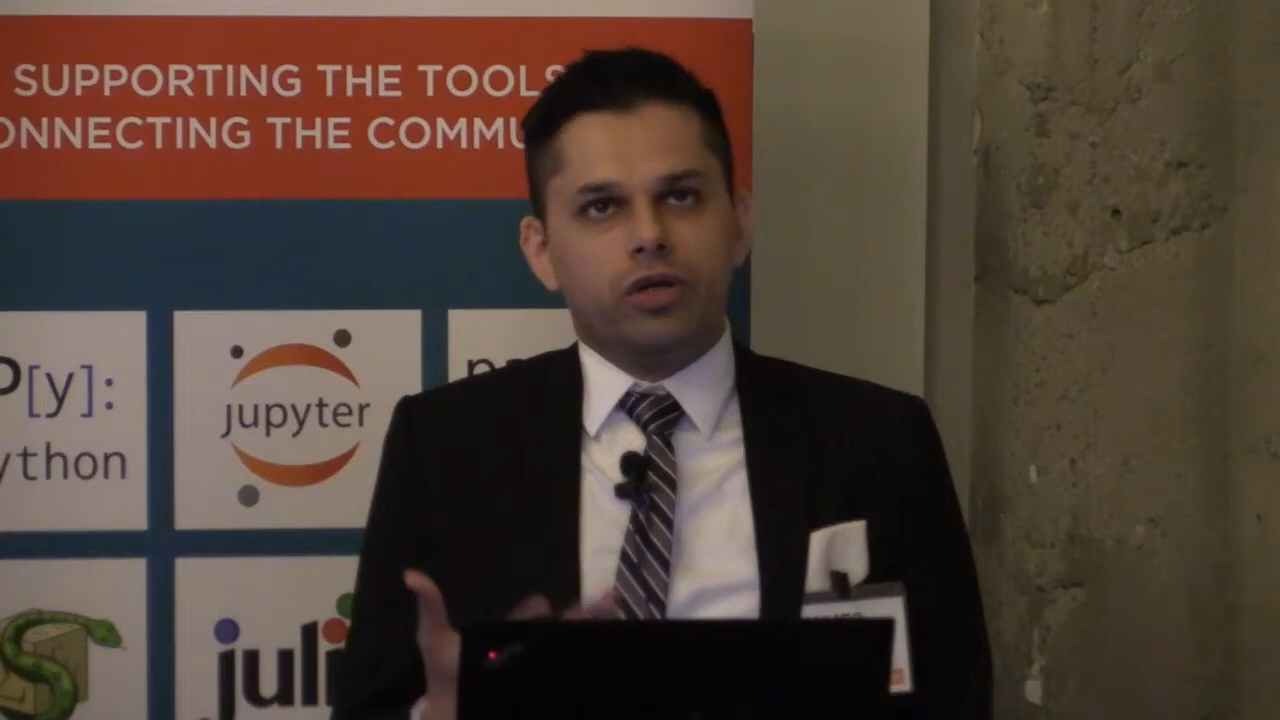 SUPPORTING THE TOOLS
ONNECTING THE COMMU
P[y]:
ython
jupyter
juli